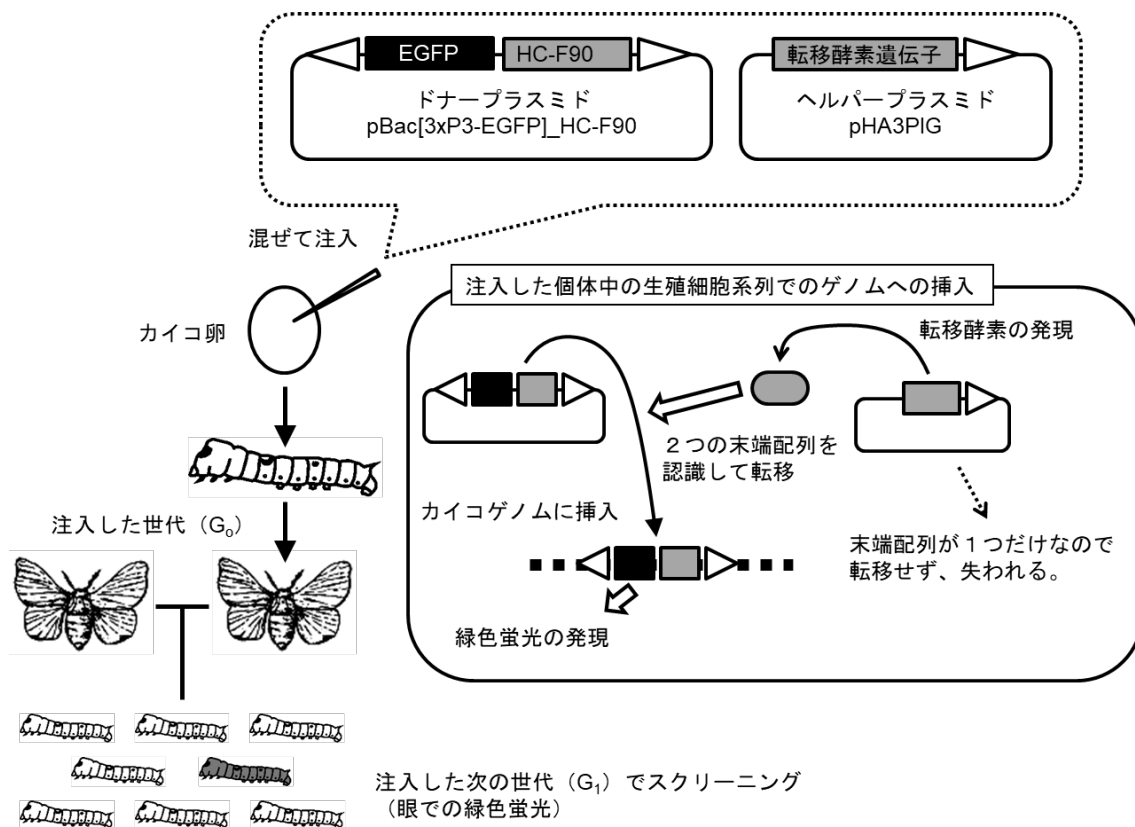 EGFP
HC-F90
ドナープラスミド
pBac[3xP3-EGFP]_HC-F90
転移酵素遺伝子
ヘルパープラスミド
pHA3PIG
混ぜて注入
カイコ卵
注入した個体中の生殖細胞系列でのゲノムへの挿入
転移酵素の発現
２つの末端配列を
認識して転移
カイコゲノムに挿入
末端配列が１つだけなので
転移せず、失われる。
緑色蛍光の発現
注入した世代（G₀）
注入した次の世代（G₁）でスクリーニング
（眼での緑色蛍光）